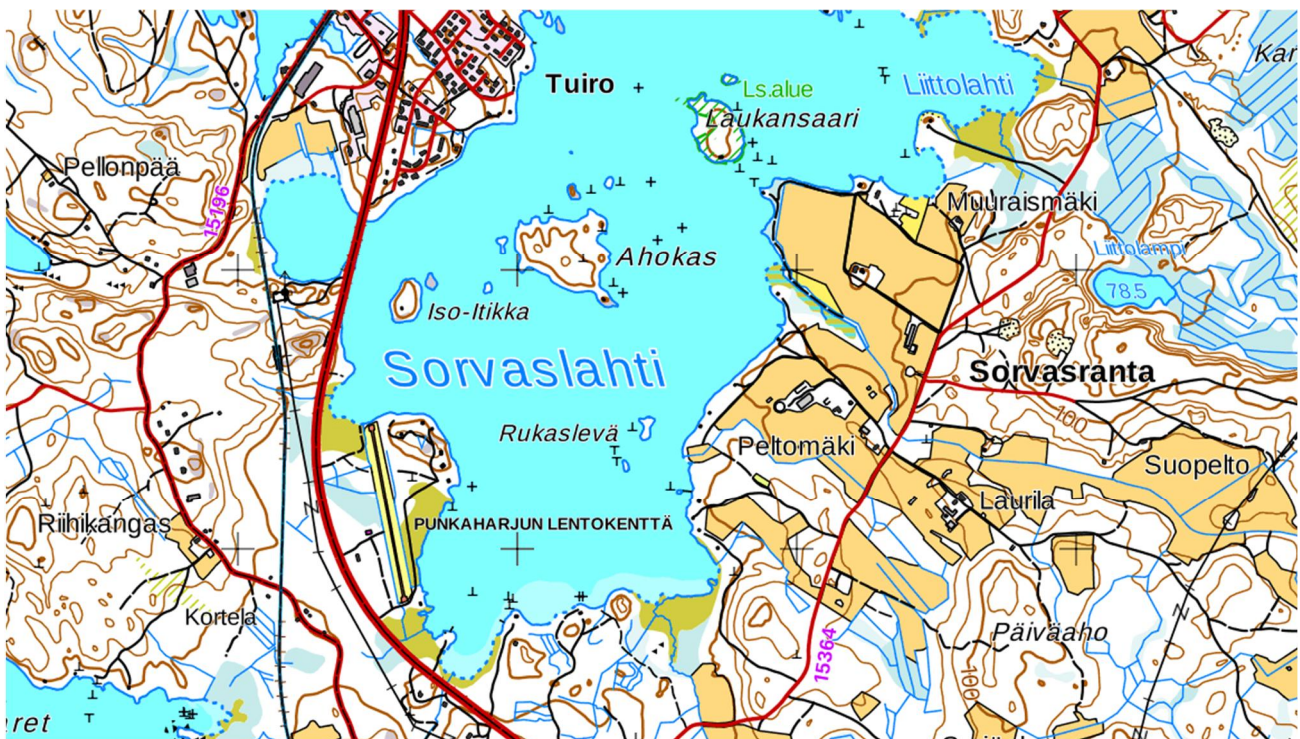 Tuiro
Ls.alue
Laukansaari
Liittolahti
Pellonpää
15196
Muuraismäki
Ahokas
Liittolampi
78.5
Iso-Itikka
Sorvaslahti
Sorvasranta
100
Rukaslevä
Peltomäki
Suopelto
Laurila
Riihikangas
PUNKAHARJUN LENTOKENTTÄ
Kortela
Päiväaho
15364
100